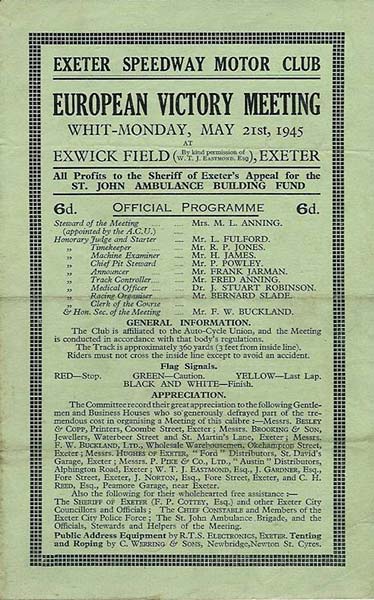 EXETER SPEEDWAY MOTOR CLUB
EUROPEAN VICTORY MEETING
WHIT-MONDAY, MAY 21st, 1945
AT
EXWICK FIELD (By kind permission of W. T. J. EASTMOND, Esq), EXETER
All Profits to the Sheriff of Exeter's Appeal for the
ST. JOHN AMBULANCE BUILDING FUND
6d. OFFICIAL PROGRAMME 6d.
Steward of the Meeting .... .... Mrs. M. L. ANNING.
(appointed by the A.C.U.)
Honorary Judge and Starter .... Mr. L. FULFORD.
„ Timekeeper .... Mr. R. P. JONES.
„ Machine Examiner .... Mr. H. JAMES.
„ Chief Pit Steward .... Mr. P. POWLEY.
„ Announcer .... Mr. FRANK JARMAN.
„ Track Controller .... Mr. FRED ANNING.
„ Medical Officer .... Dr. J. STUART ROBINSON.
„ Racing Organiser .... Mr. BERNARD SLADE.
„ Clerk of the Course
& Hon. Sec. of the Meeting .... Mr. F. W. BUCKLAND.
GENERAL INFORMATION.
The Club is affiliated to the Auto-Cycle Union, and the Meeting
is conducted in accordance with that body's regulations.
The Track is approximately 360 yards (3 feet from inside line).
Riders must not cross the inside line except to avoid an accident.
Flag Signals.
RED—Stop. GREEN—Caution. YELLOW—Last Lap.
BLACK AND WHITE—Finish.
APPRECIATION.
The Committee record their great appreciation to the following Gentle-
men and Business Houses who so generously defrayed part of the tre-
mendous cost in organising a Meeting of this calibre :—Messrs. BESLEY
& COPP, Printers, Coombe Street, Exeter ; Messrs. BROOKING & SON,
Jewellers, Waterbeer Street and St. Martin's Lane, Exeter ; Messrs.
F. W. BUCKLAND, LTD., Wholesale Warehousemen, Okehampton Street,
Exeter ; Messrs. HUGHES OF EXETER, "Ford" Distributors, St. David's
Garage, Exeter ; Messrs. P. PIKE & CO., LTD., "Austin" Distributors,
Alphington Road, Exeter ; W. T. J. EASTMOND, Esq., J. GARDNER, Esq.,
Fore Street, Exeter, J. NORTON, Esq., Fore Street, Exeter, and C. H.
REED, Esq., Peamore Garage, near Exeter.
Also the following for their wholehearted free assistance :—
The SHERIFF OF EXETER (F. P. COTTEY, Esq.) and other Exeter City
Councillors and Officials ; The CHIEF CONSTABLE and Members of the
Exeter City Police Force ; The St. John Ambulance Brigade, and the
Officials, Stewards and Helpers of the Meeting.
Public Address Equipment by R.T.S. ELECTRONICS, EXETER. Tenting
and Roping by C. WERRING & SONS, Newbridge, Newton St. Cyres.